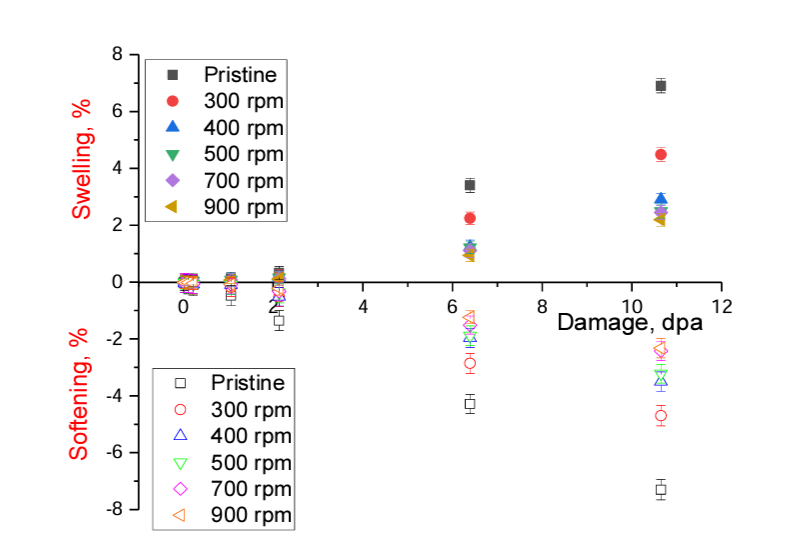 8
6
4
2
0
-2
-4
-6
-8
Swelling, %
Softening, %
Pristine
300 rpm
400 rpm
500 rpm
700 rpm
900 rpm
0 2 4 6 8 10 12
Damage, dpa
Pristine
300 rpm
400 rpm
500 rpm
700 rpm
900 rpm